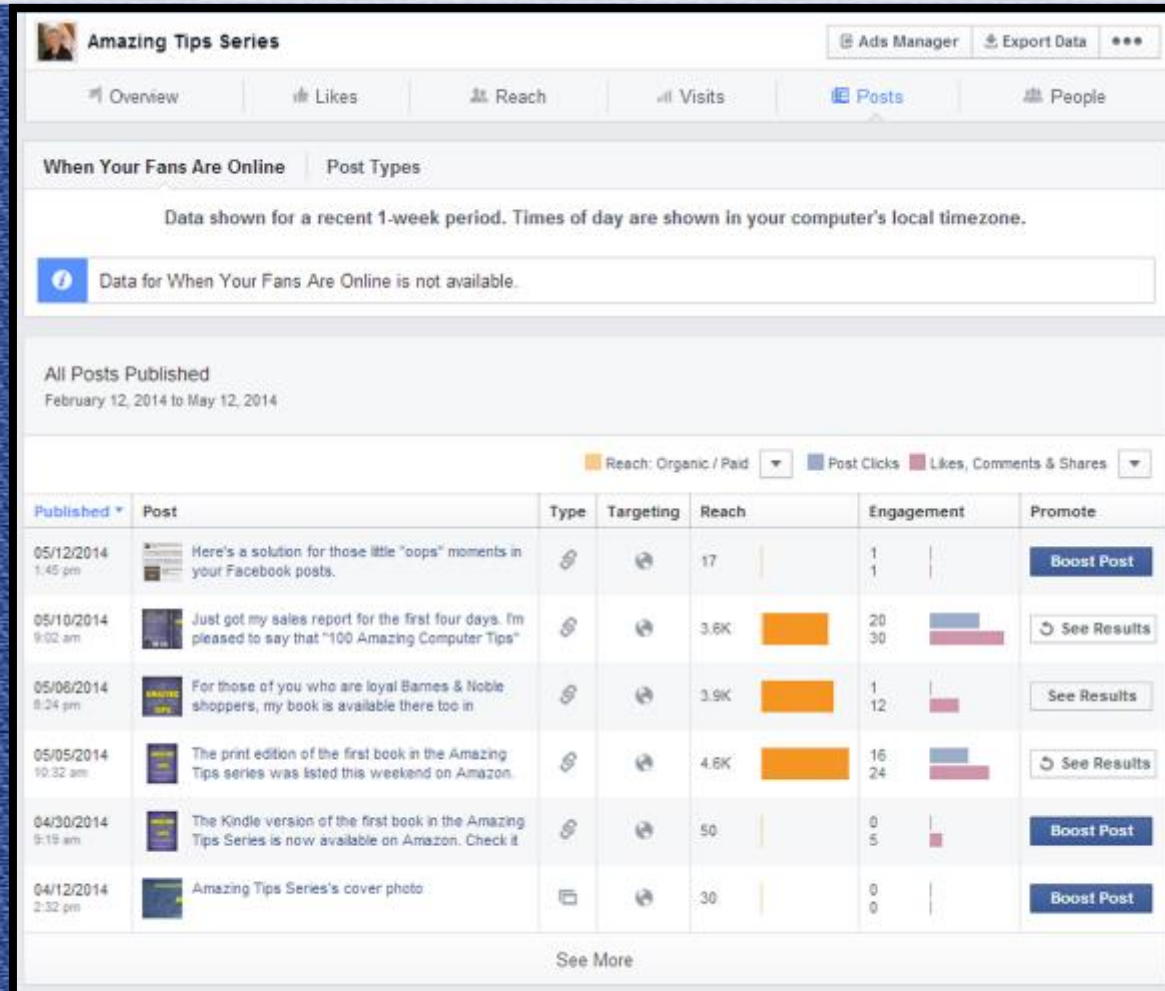 Amazing Tips Series
Ads Manager Export Data
Overview Likes Reach Visits Posts People
When Your Fans Are Online Post Types
Data shown for a recent 1-week period. Times of day are shown in your computer's local timezone.
Data for When Your Fans Are Online is not available.
All Posts Published
February 12, 2014 to May 12, 2014
Reach: Organic / Paid Post Clicks Likes, Comments & Shares
Published Post Type Targeting Reach Engagement Promote
05/12/2014 Here's a solution for those little "oops" moments in 17 1 Boost Post
1:45 pm your Facebook posts. 1
05/10/2014 Just got my sales report for the first four days. I'm 3.6K 20 See Results
9:02 am pleased to say that "100 Amazing Computer Tips" 30
05/06/2014 For those of you who are loyal Barnes & Noble 3.9K 1 See Results
8:24 pm shoppers, my book is available there too in 12
05/05/2014 The print edition of the first book in the Amazing 4.6K 16 See Results
10:32 am Tips series was listed this weekend on Amazon. 24
04/30/2014 The Kindle version of the first book in the Amazing 50 0 Boost Post
Tips Series is now available on Amazon. Check it 5
04/12/2014 Amazing Tips Series's cover photo 30 0 Boost Post
2:32 pm 0
See More